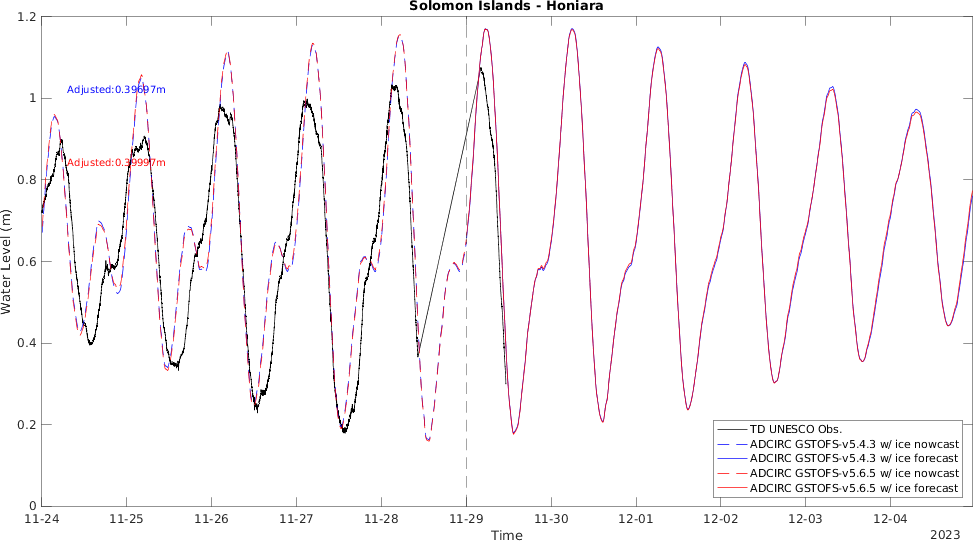 Solomon Islands - Honiara
Water Level (m)
1.2
1
0.8
0.6
0.4
0.2
0
Adjusted:0.39697m
Adjusted:0.39997m
TD UNESCO Obs.
ADCIRC GSTOFS-v5.4.3 w/ ice nowcast
ADCIRC GSTOFS-v5.4.3 w/ ice forecast
ADCIRC GSTOFS-v5.6.5 w/ ice nowcast
ADCIRC GSTOFS-v5.6.5 w/ ice forecast
11-24 11-25 11-26 11-27 11-28 11-29 11-30 12-01 12-02 12-03 12-04
Time
2023